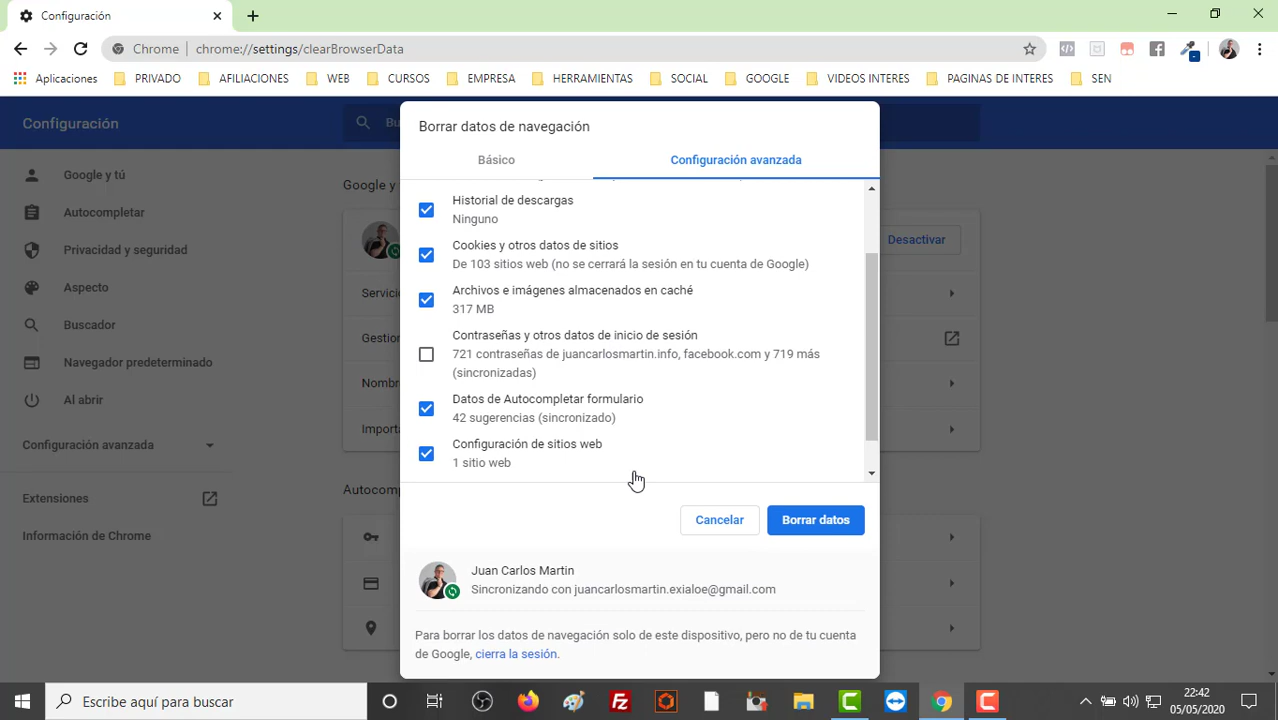 Configuración
Chrome
chrome://settings/clearBrowserData
Aplicaciones
PRIVADO
AFILIACIONES
WEB
CURSOS
EMPRESA
HERRAMIENTAS
SOCIAL
GOOGLE
VIDEOS INTERES
PAGINAS DE INTERES
SEN
Configuración
Bu
Google y tú
Autocompletar
Privacidad y seguridad
Aspecto
Buscador
Navegador predeterminado
Al abrir
Configuración avanzada
Extensiones
Información de Chrome
Google y
Desactivar
Servicio
Gestion
Nombr
Importa
Autocomp
Borrar datos de navegación
Básico
Configuración avanzada
Historial de descargas
Ninguno
Cookies y otros datos de sitios
De 103 sitios web (no se cerrará la sesión en tu cuenta de Google)
Archivos e imágenes almacenados en caché
317 MB
Contraseñas y otros datos de inicio de sesión
721 contraseñas de juancarlosmartin.info, facebook.com y 719 más
(sincronizadas)
Datos de Autocompletar formulario
42 sugerencias (sincronizado)
Configuración de sitios web
1 sitio web
Cancelar
Borrar datos
Juan Carlos Martin
Sincronizando con juancarlosmartin.exialoe@gmail.com
Para borrar los datos de navegación solo de este dispositivo, pero no de tu cuenta
de Google, cierra la sesión.
Escribe aquí para buscar
22:42
05/05/2020